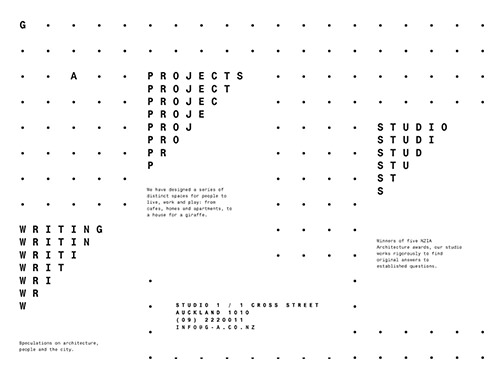 G
A
PROJECTS
PROJECT
PROJEC
PROJE
PROJ
PRO
PR
P
We have designed a series of
distinct spaces for people to
live, work and play: from
cafes, homes and apartments, to
a house for a giraffe.
STUDIO
STUDI
STUD
STU
ST
S
Winners of five NZIA
Architecture awards, our studio
works rigorously to find
original answers to
established questions.
WRITING
WRITIN
WRITI
WRIT
WRI
WR
W
Speculations on architecture,
people and the city.
STUDIO 1 / 1 CROSS STREET
AUCKLAND 1010
(09) 2220011
INFO@G-A.CO.NZ